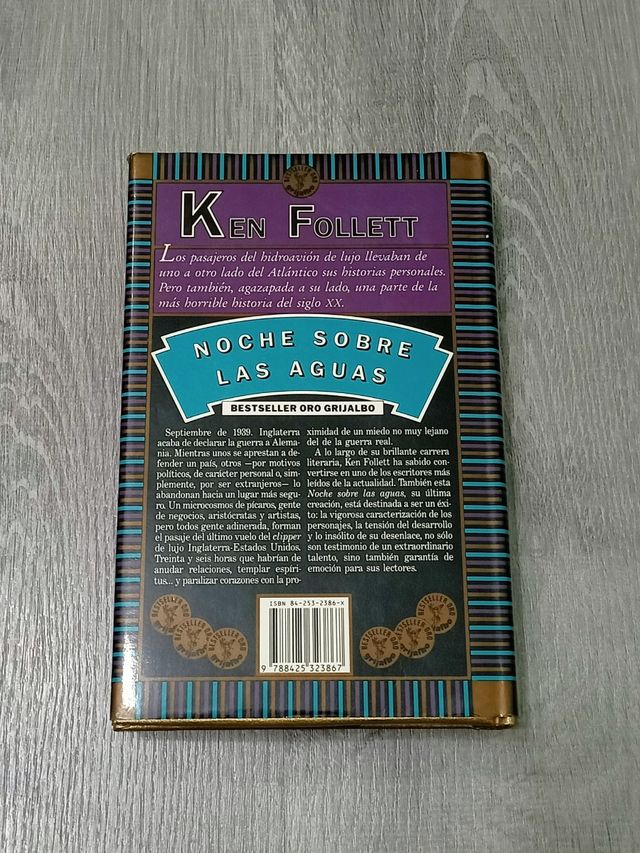 BESTSELLER ORO
grijalbo
KEN FOLLETT
Los pasajeros del hidroavión de lujo llevaban de
uno a otro lado del Atlántico sus historias personales.
Pero también, agazapada a su lado, una parte de la
más horrible historia del siglo XX.
NOCHE SOBRE
LAS AGUAS
BESTSELLER ORO GRIJALBO
Septiembre de 1939. Inglaterra
acaba de declarar la guerra a Alema-
nia. Mientras unos se aprestan a de-
fender un país, otros —por motivos
políticos, de carácter personal o, sim-
plemente, por ser extranjeros— lo
abandonan hacia un lugar más segu-
ro. Un microcosmos de pícaros, gente
de negocios, aristócratas y artistas,
pero todos gente adinerada, forman
el pasaje del último vuelo del clipper
de lujo Inglaterra-Estados Unidos.
Treinta y seis horas que habrían de
anudar relaciones, templar espíri-
tus... y paralizar corazones con la pro-
ximidad de un miedo no muy lejano
del de la guerra real.
A lo largo de su brillante carrera
literaria, Ken Follett ha sabido con-
vertirse en uno de los escritores más
leídos de la actualidad. También esta
Noche sobre las aguas, su última
creación, está destinada a ser un éxi-
to: la vigorosa caracterización de los
personajes, la tensión del desarrollo
y lo insólito de su desenlace, no sólo
son testimonio de un extraordinario
talento, sino también garantía de
emoción para sus lectores.
ISBN 84-253-2386-X
9 788425 323867
BESTSELLER ORO
grijalbo
BESTSELLER ORO
grijalbo